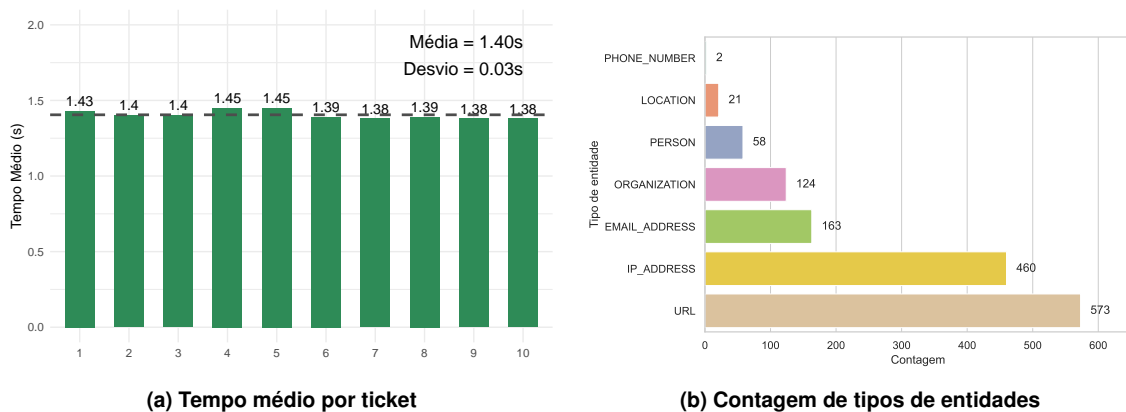 2.0
1.5
1.0
0.5
0.0
Tempo Médio (s)
Média = 1.40s
Desvio = 0.03s
1.43
1.4
1.4
1.45
1.45
1.39
1.38
1.39
1.38
1.38
1
2
3
4
5
6
7
8
9
10
(a) Tempo médio por ticket
Tipo de entidade
PHONE_NUMBER
2
LOCATION
21
PERSON
58
ORGANIZATION
124
EMAIL_ADDRESS
163
IP_ADDRESS
460
URL
573
0
100
200
300
400
500
600
Contagem
(b) Contagem de tipos de entidades